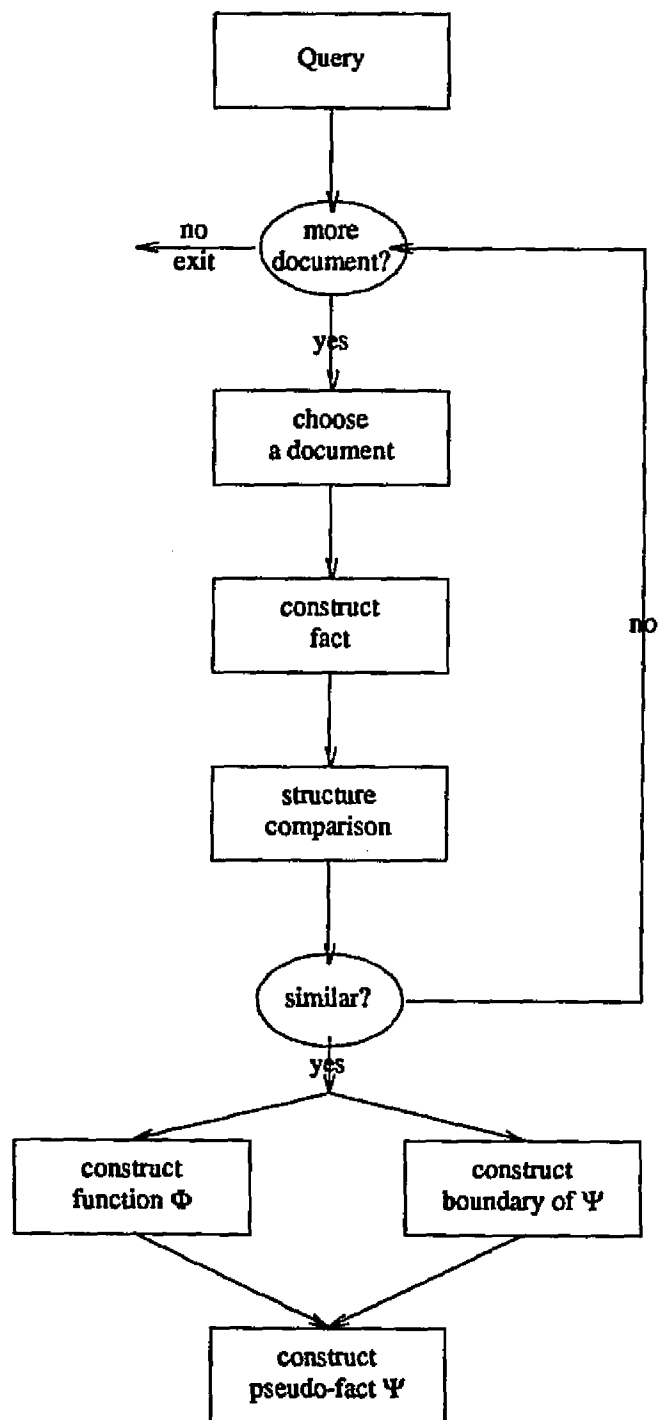 Query
more
document?
no
exit
yes
choose
a document
construct
fact
no
structure
comparison
similar?
yes
construct
function Φ
construct
boundary of Ψ
construct
pseudo-fact Ψ